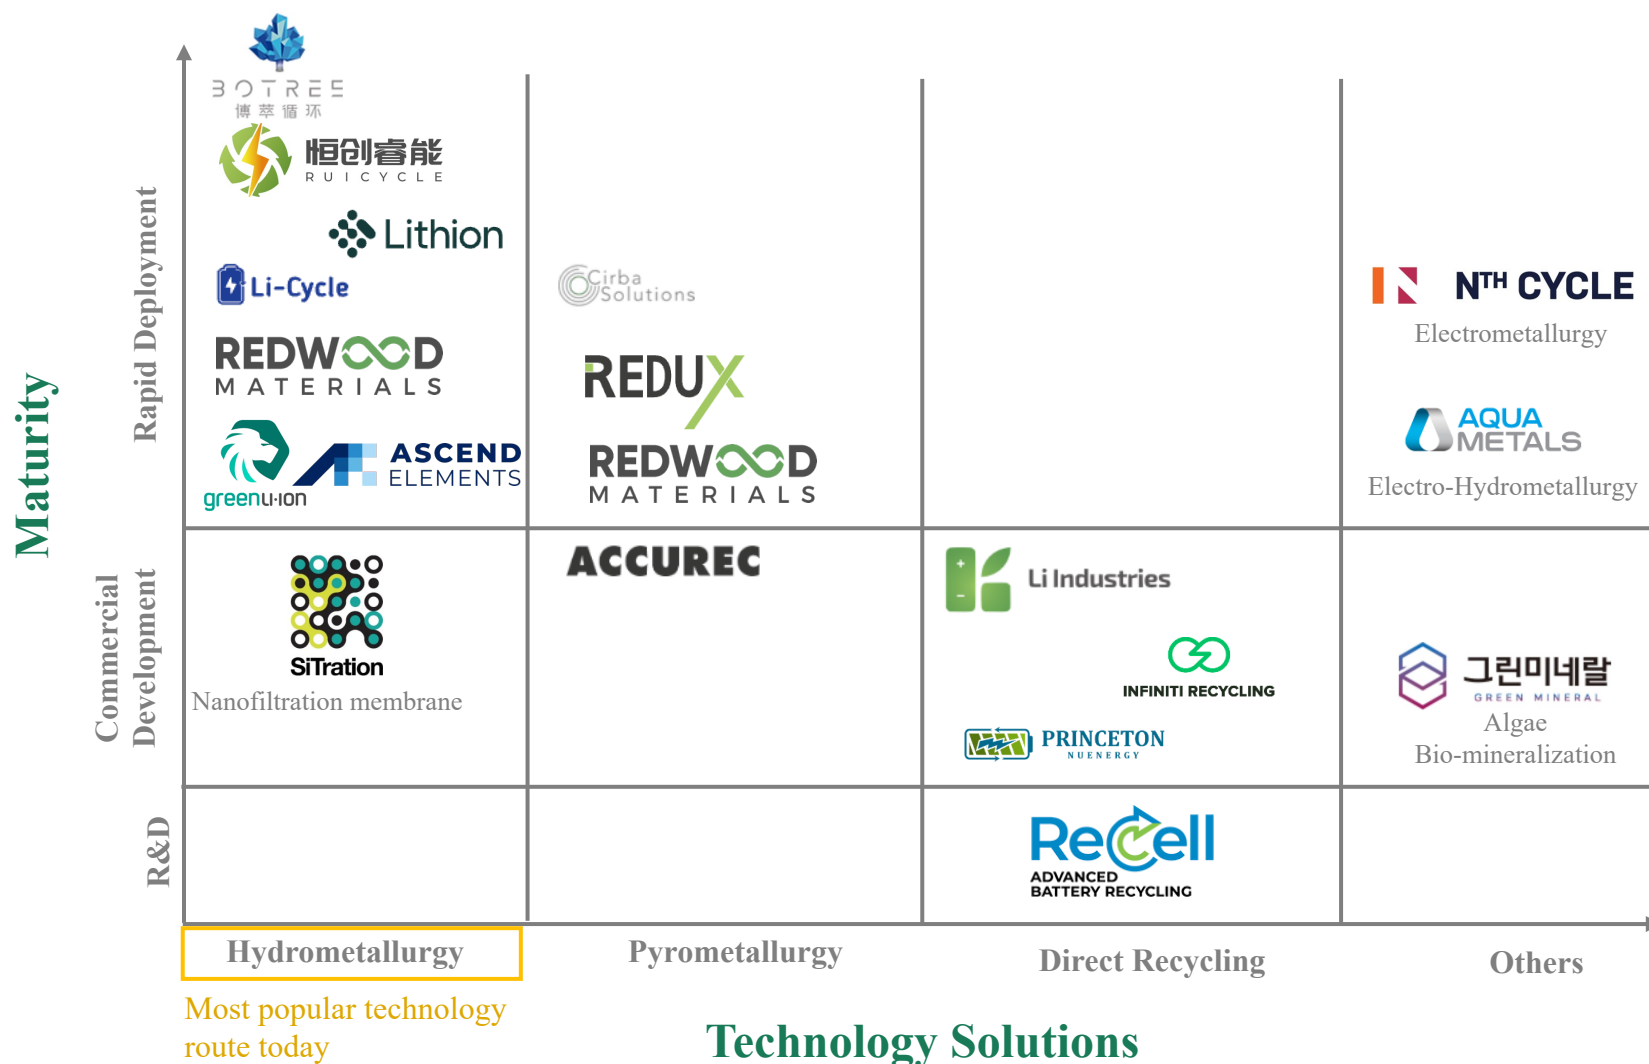 BOTREE
博萃循环
恒创睿能
RUICYCLE
Lithion
Li-Cycle
REDWOOD
MATERIALS
greenLi-ion
ASCEND
ELEMENTS
Cirba
Solutions
REDUX
REDWOOD
MATERIALS
NTH CYCLE
Electrometallurgy
AQUA
METALS
Electro-Hydrometallurgy
SiTration
Nanofiltration membrane
ACCUREC
Li Industries
INFINITI RECYCLING
PRINCETON
NUENERGY
그린미네랄
GREEN MINERAL
Algae
Bio-mineralization
ReCell
ADVANCED
BATTERY RECYCLING
Maturity
Rapid Deployment
Commercial
Development
R&D
Hydrometallurgy
Pyrometallurgy
Direct Recycling
Others
Most popular technology
route today
Technology Solutions